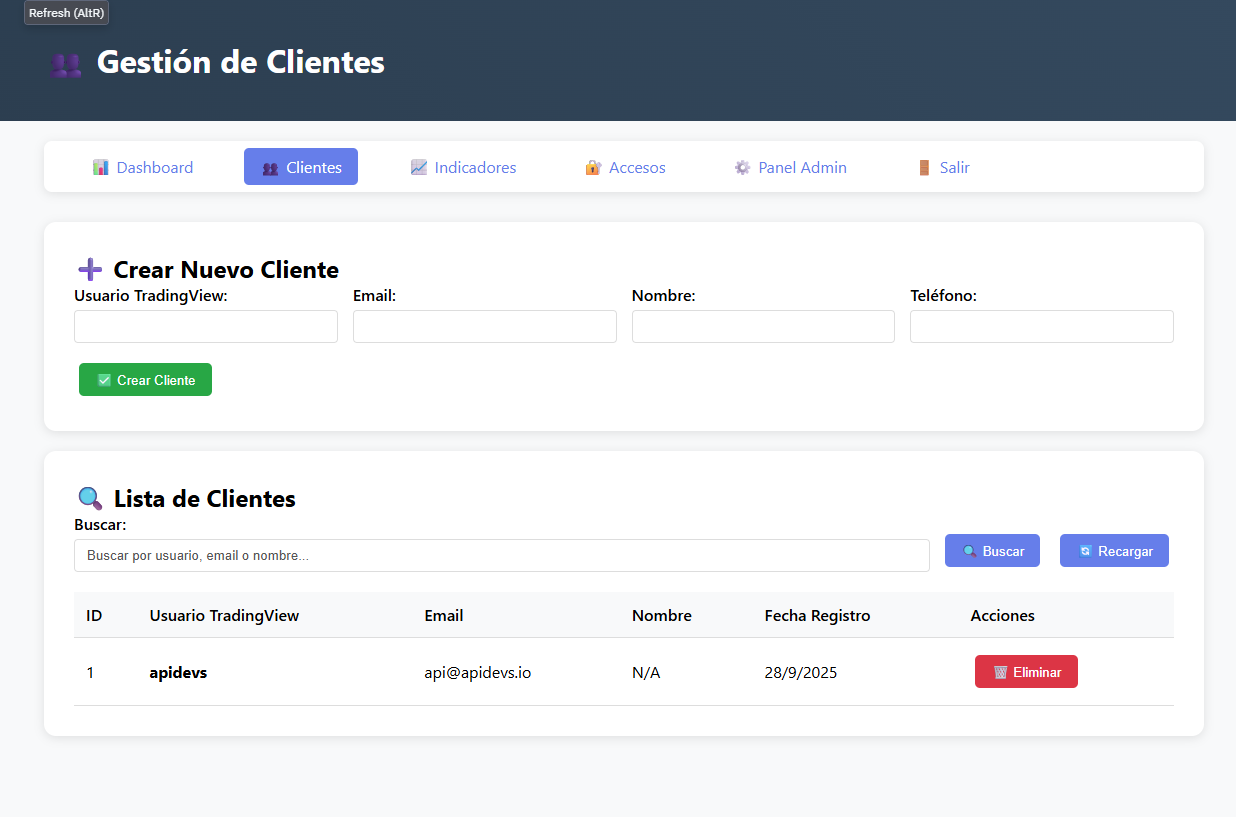 Refresh (AltR)
Gestión de Clientes
Dashboard Clientes Indicadores Accesos Panel Admin Salir
Crear Nuevo Cliente
Usuario TradingView: Email: Nombre: Teléfono:
Crear Cliente
Lista de Clientes
Buscar:
Buscar por usuario, email o nombre... Buscar Recargar
ID Usuario TradingView Email Nombre Fecha Registro Acciones
1 apidevs api@apidevs.io N/A 28/9/2025 Eliminar